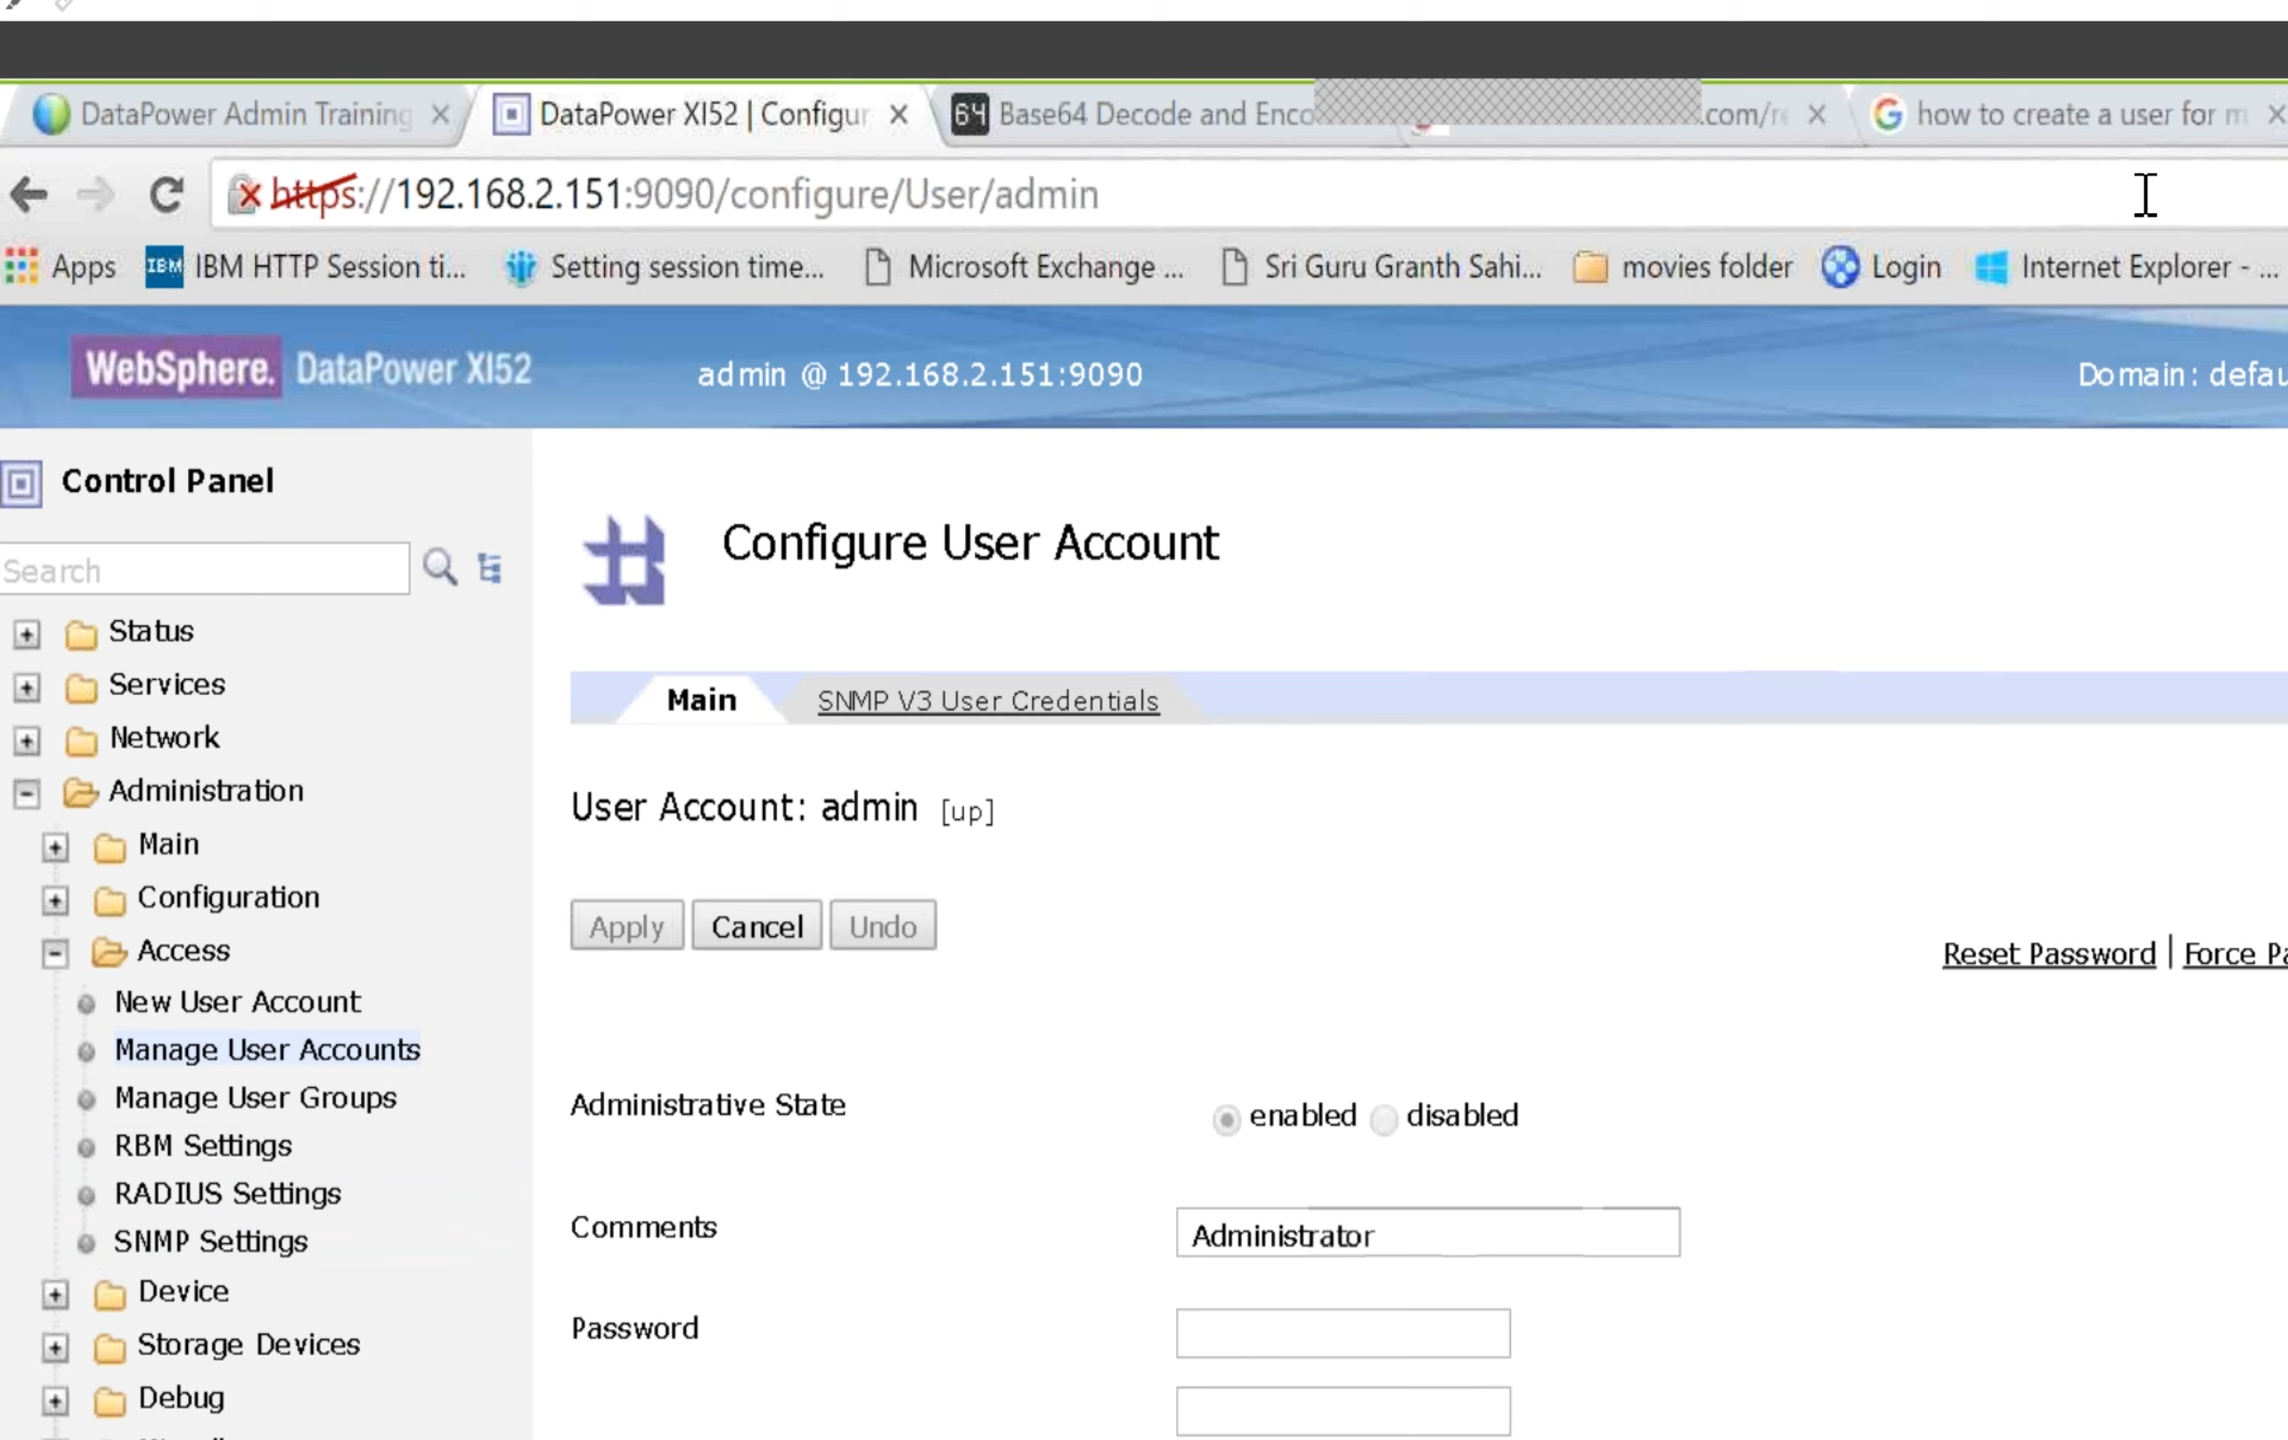 DataPower Admin Training
DataPower XI52 | Configur
64 Base64 Decode and Enco
.com/re
how to create a user for m
https://192.168.2.151:9090/configure/User/admin
Apps
IBM IBM HTTP Session ti...
Setting session time...
Microsoft Exchange ...
Sri Guru Granth Sahi...
movies folder
Login
Internet Explorer - ...
WebSphere. DataPower XI52
admin @ 192.168.2.151:9090
Domain: defau
Control Panel
Search
Status
Services
Network
Administration
Main
Configuration
Access
New User Account
Manage User Accounts
Manage User Groups
RBM Settings
RADIUS Settings
SNMP Settings
Device
Storage Devices
Debug
Configure User Account
Main
SNMP V3 User Credentials
User Account: admin [up]
Apply
Cancel
Undo
Reset Password | Force Pa
Administrative State
enabled disabled
Comments
Administrator
Password